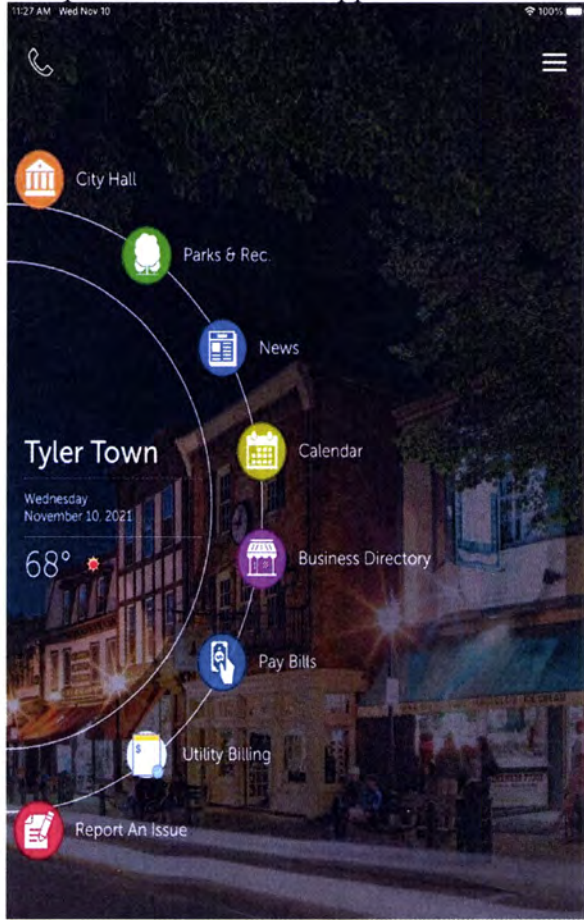 11:27 AM Wed Nov 10
100%
City Hall
Parks & Rec.
News
Tyler Town
Calendar
Wednesday
November 10, 2021
68°
Business Directory
Pay Bills
$
Utility Billing
Report An Issue